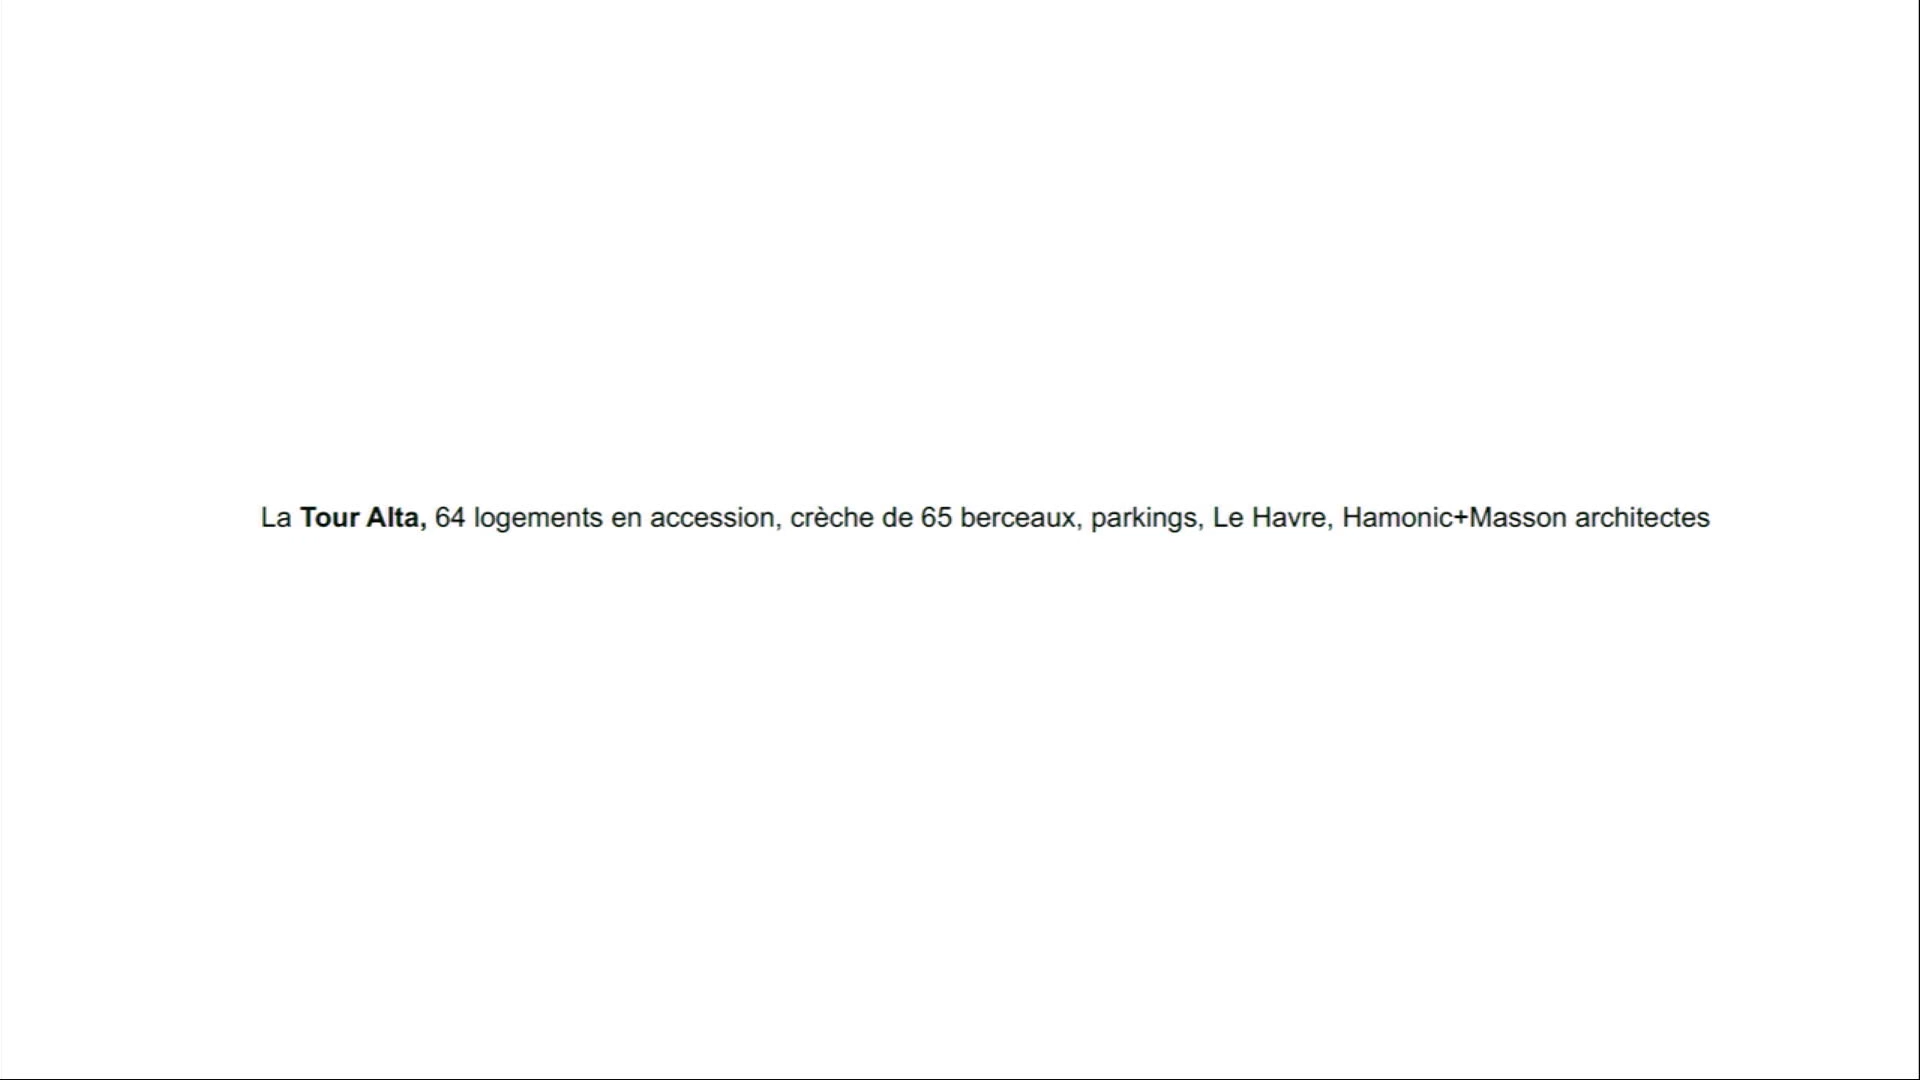 La Tour Alta, 64 logements en accession, crèche de 65 berceaux, parkings, Le Havre, Hamonic+Masson architectes